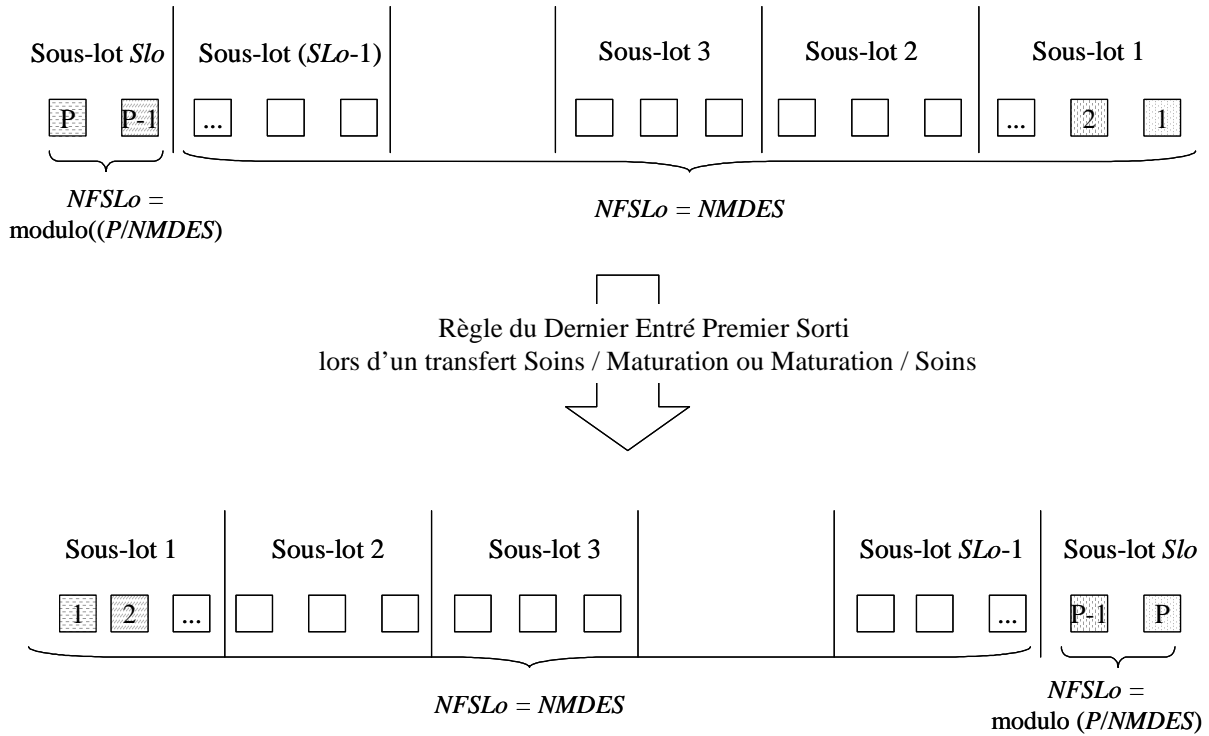 Sous-lot Slo Sous-lot (SLo-1) Sous-lot 3 Sous-lot 2 Sous-lot 1
P P-1 ... ... 2 1
NFSLo =
modulo((P/NMDES)
NFSLo = NMDES
Règle du Dernier Entré Premier Sorti
lors d’un transfert Soins / Maturation ou Maturation / Soins
Sous-lot 1 Sous-lot 2 Sous-lot 3 Sous-lot SLo-1 Sous-lot Slo
1 2 ... ... P-1 P
NFSLo = NMDES
NFSLo =
modulo (P/NMDES)